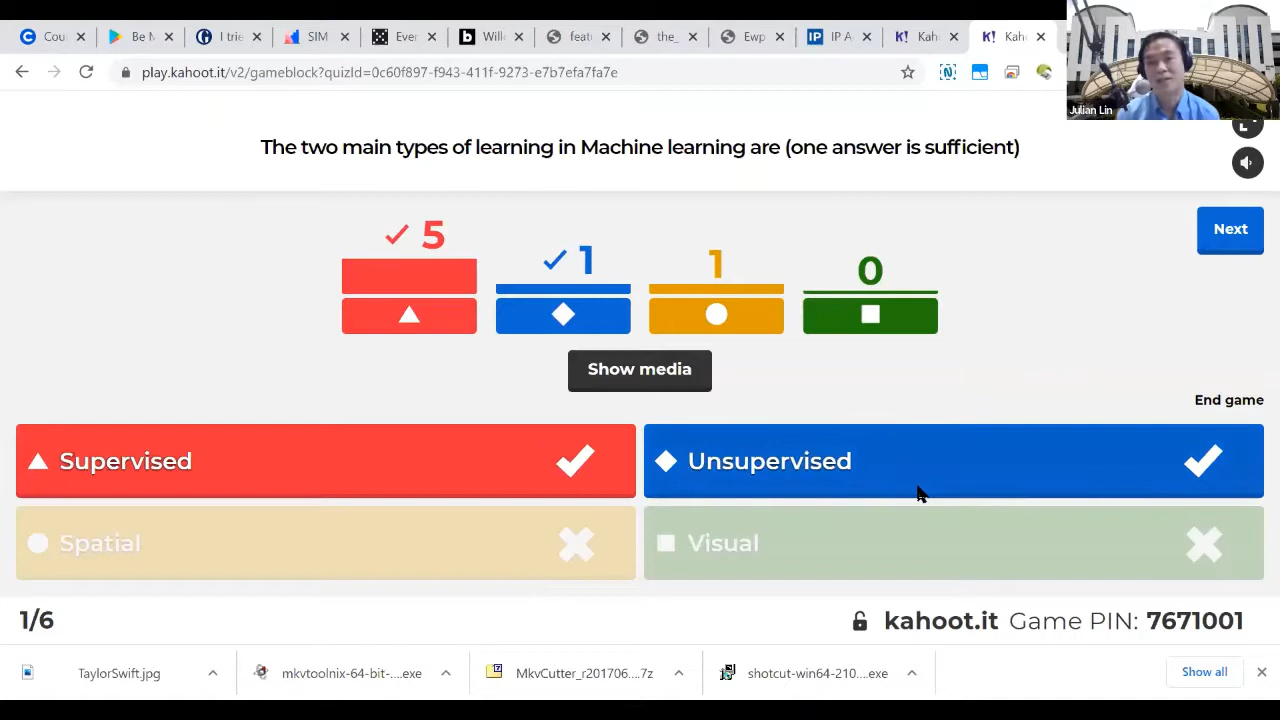 Cou
Be M
I trie
SIM
Ever
Wille
feat
the_
Ewp
IP A
Kah
Kah
play.kahoot.it/v2/gameblock?quizId=0c60f897-f943-411f-9273-e7b7efa7fa7e
Julian Lin
The two main types of learning in Machine learning are (one answer is sufficient)
5
1
1
0
Next
Show media
End game
Supervised
Unsupervised
Spatial
Visual
1/6
kahoot.it Game PIN: 7671001
TaylorSwift.jpg
mkvtoolnix-64-bit-....exe
MkvCutter_r201706....7z
shotcut-win64-210....exe
Show all